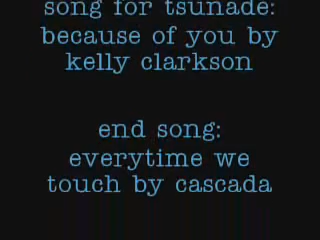 song for tsunade:
because of you by
kelly clarkson
end song:
everytime we
touch by cascada